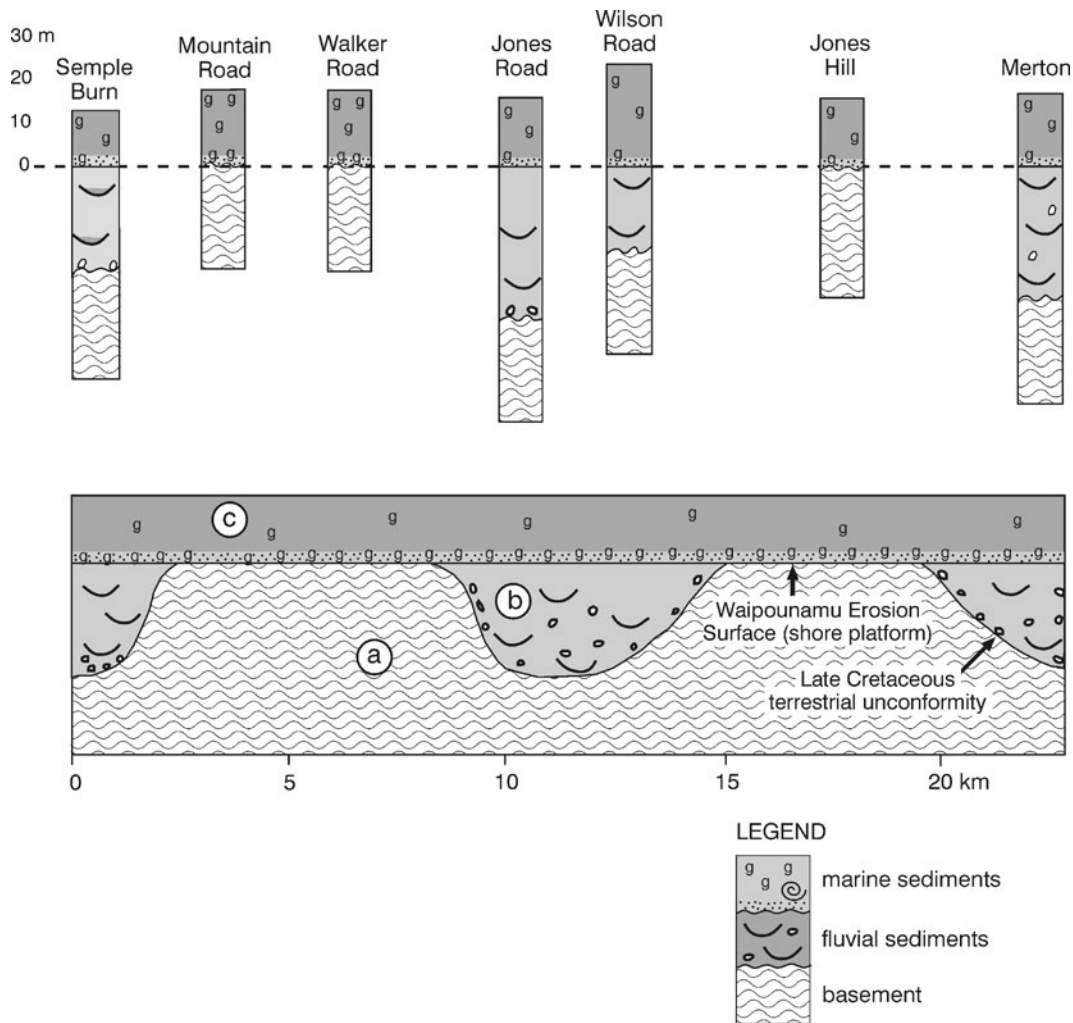 30 m
20
10
0
Semple
Burn
Mountain
Road
Walker
Road
Jones
Road
Wilson
Road
Jones
Hill
Merton
g g g
g g g g g
g g g g g
g g g
g g g
g g g
g g g
c
g g g g g g g
g g g g g g g g g g g g g g g g g g g g g g g g g g g g
b
a
Waipounamu Erosion
Surface (shore platform)
Late Cretaceous
terrestrial unconformity
0 5 10 15 20 km
LEGEND
g g g
g g
marine sediments
fluvial sediments
basement